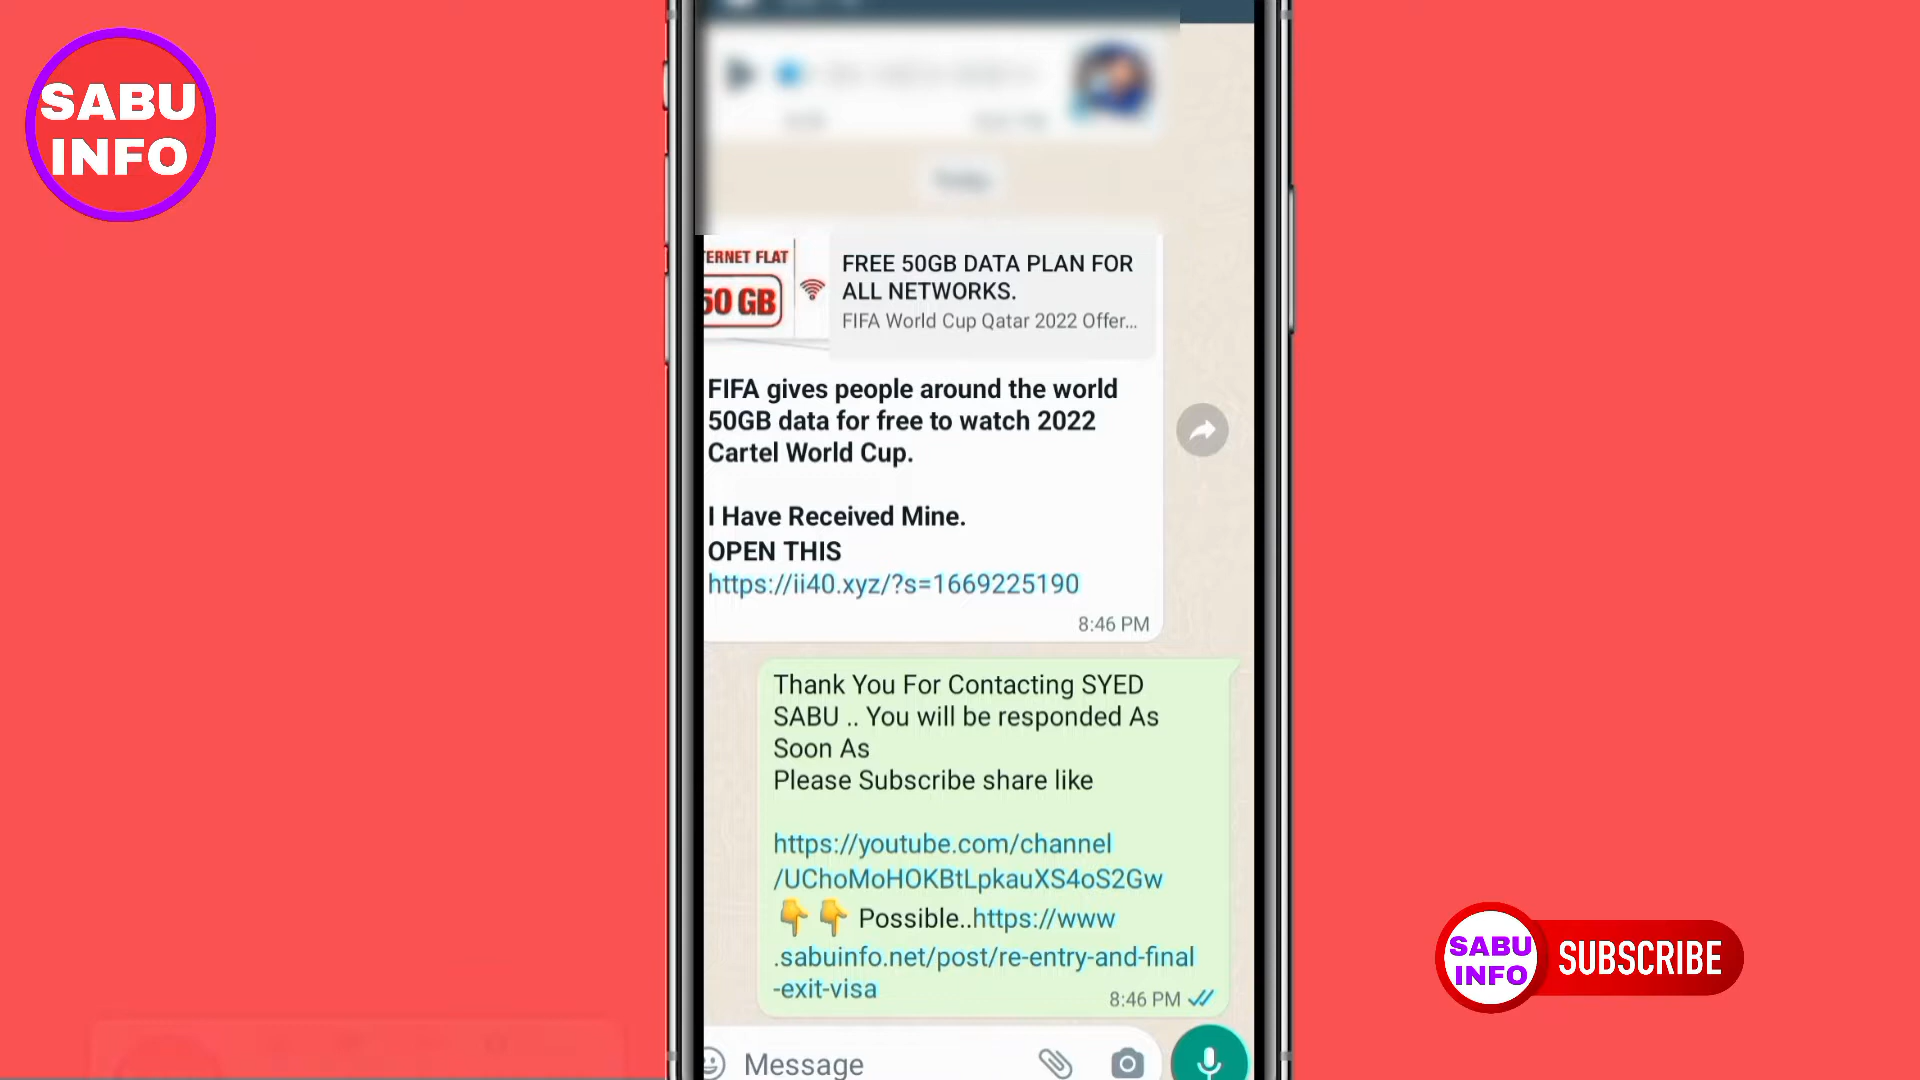 SABU
INFO
ERNET FLAT
50 GB
FREE 50GB DATA PLAN FOR
ALL NETWORKS.
FIFA World Cup Qatar 2022 Offer...
FIFA gives people around the world
50GB data for free to watch 2022
Cartel World Cup.
I Have Received Mine.
OPEN THIS
https://ii40.xyz/?s=1669225190
8:46 PM
Thank You For Contacting SYED
SABU .. You will be responded As
Soon As
Please Subscribe share like
https://youtube.com/channel
/UChoMoHOKBtLpkauXS4oS2Gw
👇👇 Possible..https://www
.sabuinfo.net/post/re-entry-and-final
-exit-visa
8:46 PM
Message
SABU
INFO
SUBSCRIBE